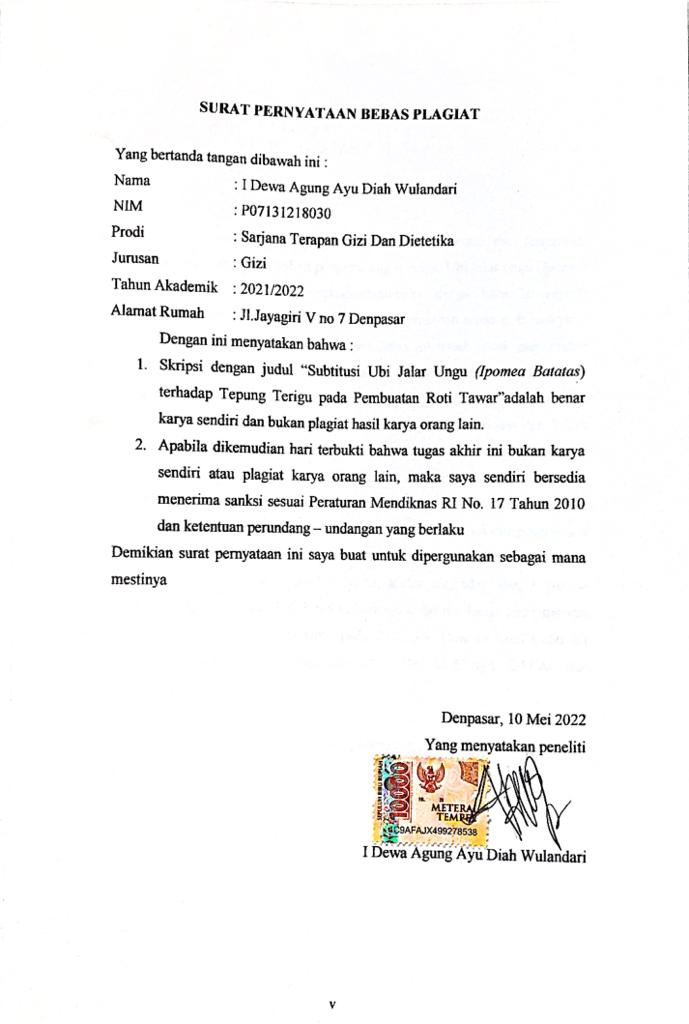 SURAT PERNYATAAN BEBAS PLAGIAT
Yang bertanda tangan dibawah ini :
Nama : I Dewa Agung Ayu Diah Wulandari
NIM : P07131218030
Prodi : Sarjana Terapan Gizi Dan Dietetika
Jurusan : Gizi
Tahun Akademik : 2021/2022
Alamat Rumah : Jl.Jayagiri V no 7 Denpasar
Dengan ini menyatakan bahwa :
1. Skripsi dengan judul “Subtitusi Ubi Jalar Ungu (Ipomea Batatas)
terhadap Tepung Terigu pada Pembuatan Roti Tawar”adalah benar
karya sendiri dan bukan plagiat hasil karya orang lain.
2. Apabila dikemudian hari terbukti bahwa tugas akhir ini bukan karya
sendiri atau plagiat karya orang lain, maka saya sendiri bersedia
menerima sanksi sesuai Peraturan Mendiknas RI No. 17 Tahun 2010
dan ketentuan perundang – undangan yang berlaku
Demikian surat pernyataan ini saya buat untuk dipergunakan sebagai mana
mestinya
Denpasar, 10 Mei 2022
Yang menyatakan peneliti
10000
METERA
TEMPE
C9AFAJX499278538
I Dewa Agung Ayu Diah Wulandari
v